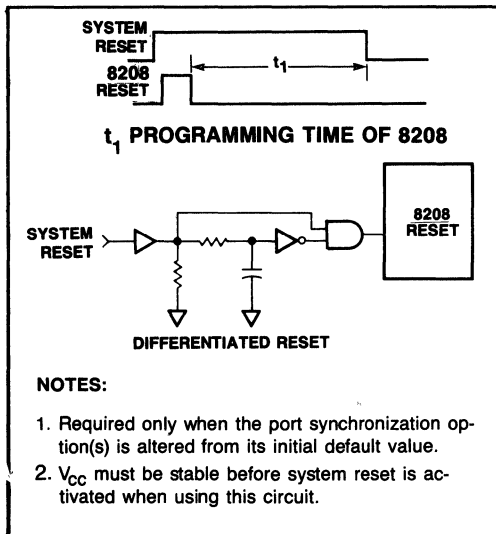 SYSTEM
RESET
8208
RESET
t₁
t₁ PROGRAMMING TIME OF 8208
SYSTEM
RESET
8208
RESET
DIFFERENTIATED RESET
NOTES:
1. Required only when the port synchronization op-
tion(s) is altered from its initial default value.
2. V_CC must be stable before system reset is ac-
tivated when using this circuit.